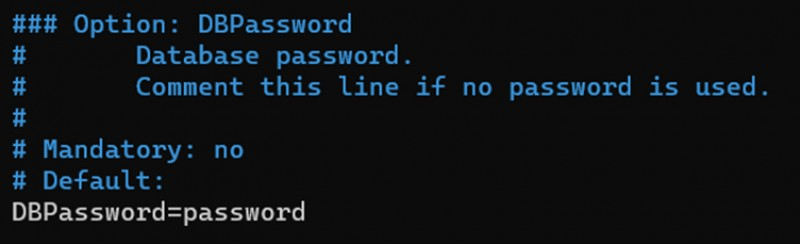 ### Option: DBPassword
#       Database password.
#       Comment this line if no password is used.
#
# Mandatory: no
# Default:
DBPassword=password